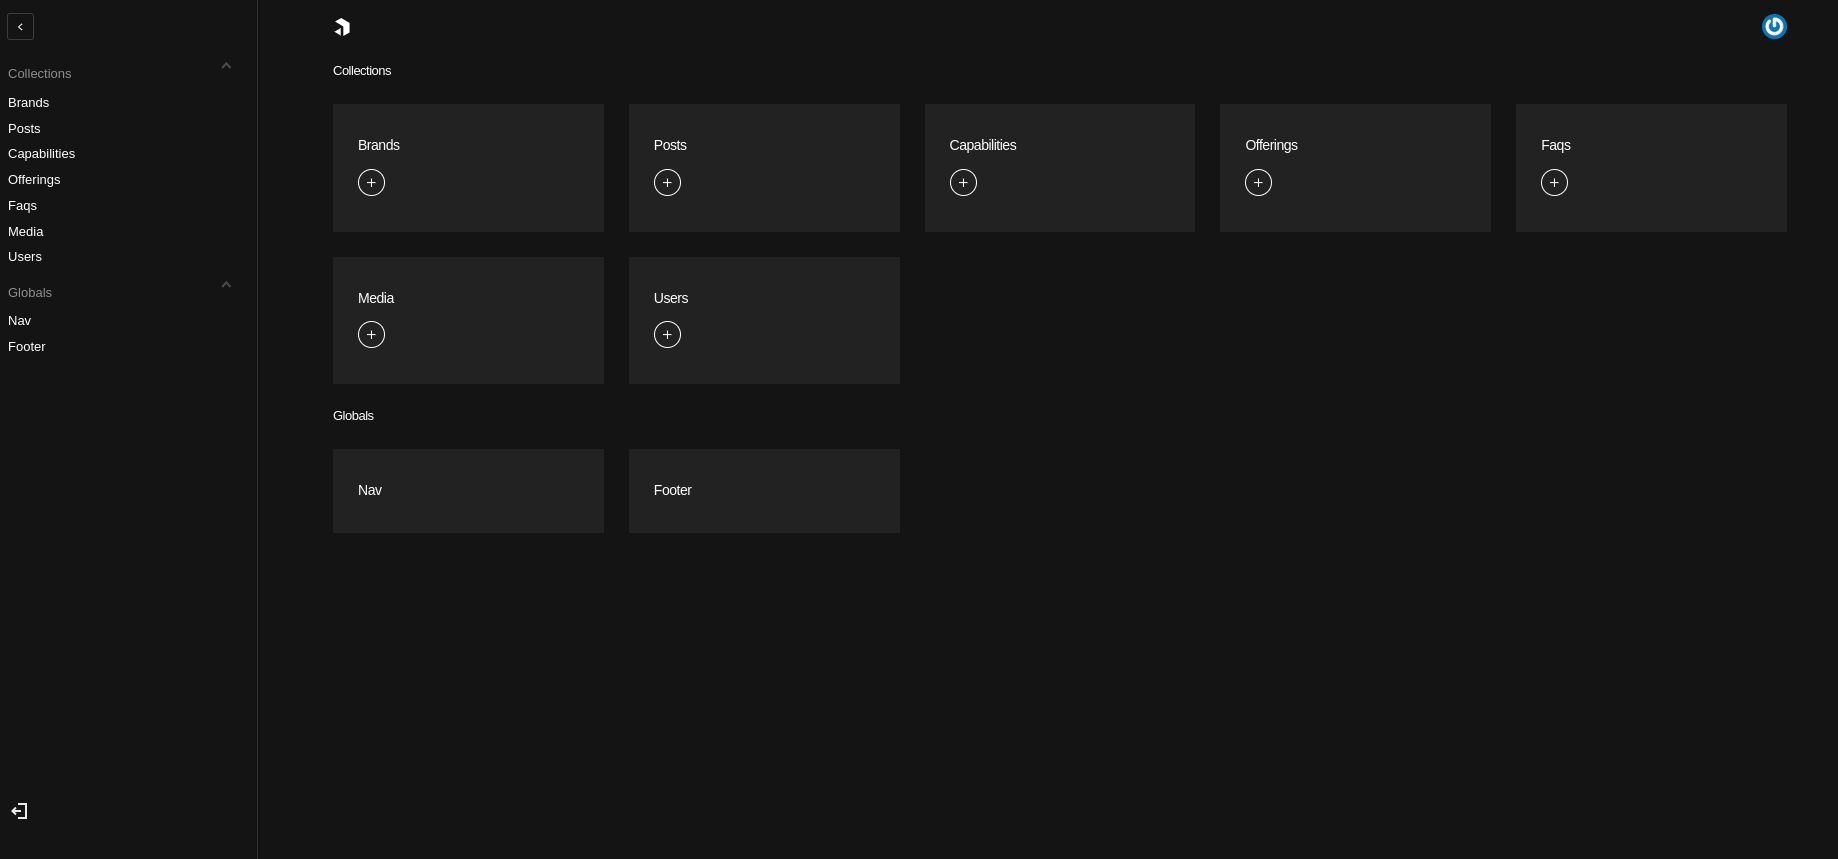 Collections
Brands
Posts
Capabilities
Offerings
Faqs
Media
Users
Globals
Nav
Footer
Collections
Brands
Posts
Capabilities
Offerings
Faqs
Media
Users
Globals
Nav
Footer